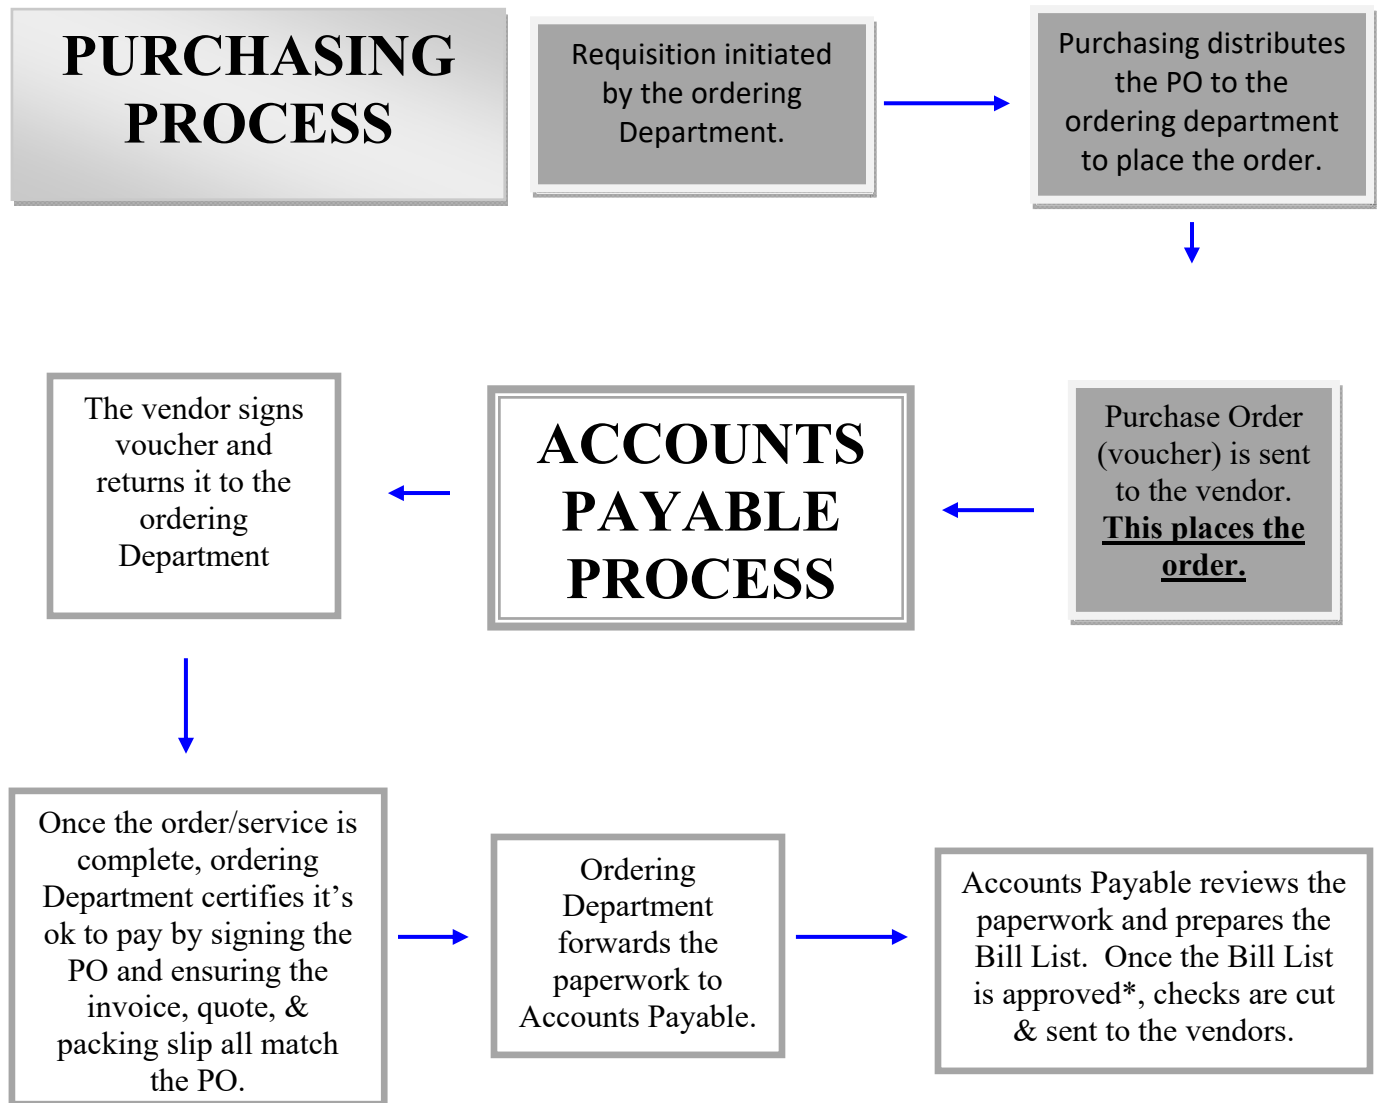 PURCHASING
PROCESS
Requisition initiated
by the ordering
Department.
Purchasing distributes
the PO to the
ordering department
to place the order.
Purchase Order
(voucher) is sent
to the vendor.
This places the
order.
ACCOUNTS
PAYABLE
PROCESS
The vendor signs
voucher and
returns it to the
ordering
Department
Once the order/service is
complete, ordering
Department certifies it’s
ok to pay by signing the
PO and ensuring the
invoice, quote, &
packing slip all match
the PO.
Ordering
Department
forwards the
paperwork to
Accounts Payable.
Accounts Payable reviews the
paperwork and prepares the
Bill List.  Once the Bill List
is approved*, checks are cut
& sent to the vendors.